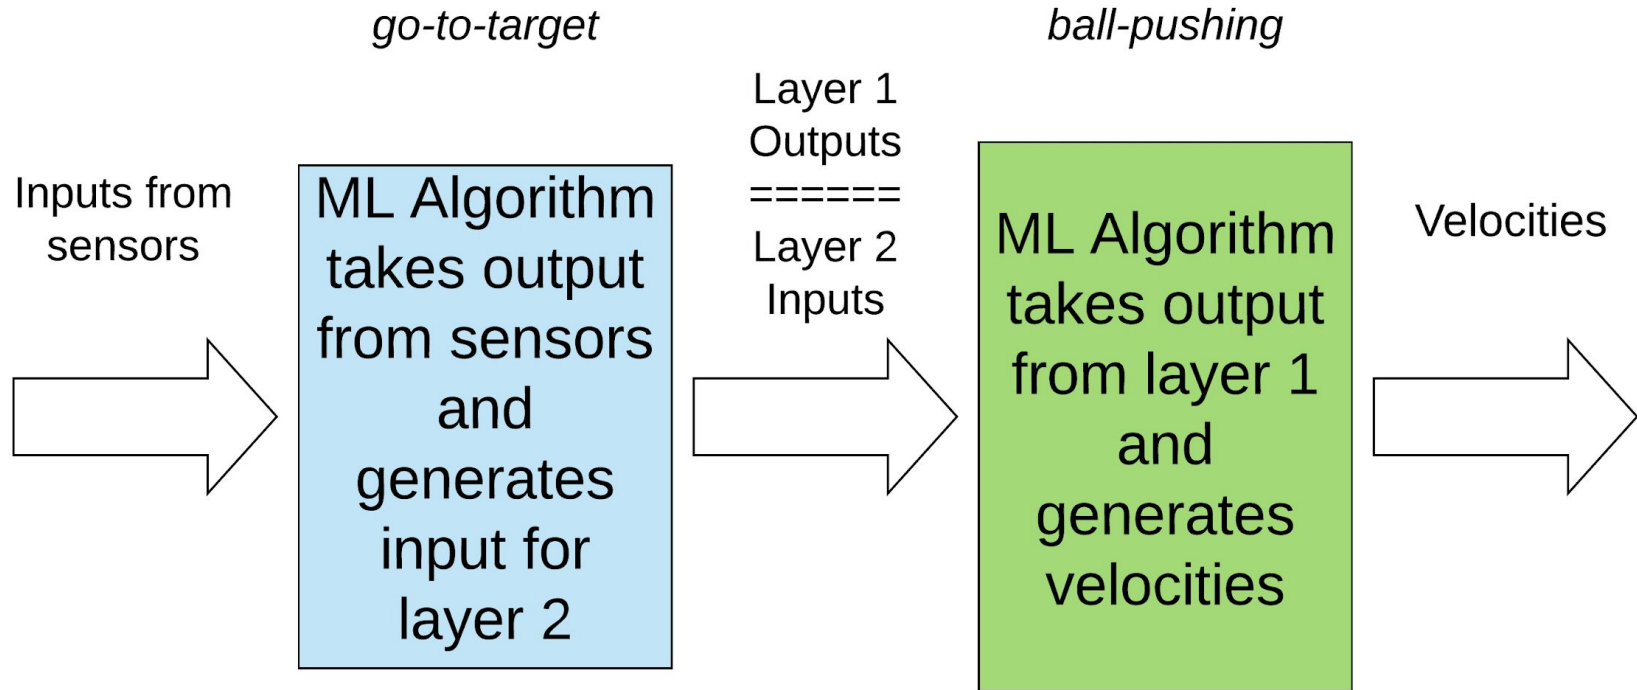 go-to-target
ball-pushing
Inputs from
sensors
ML Algorithm
takes output
from sensors
and
generates
input for
layer 2
Layer 1
Outputs
======
Layer 2
Inputs
ML Algorithm
takes output
from layer 1
and
generates
velocities
Velocities